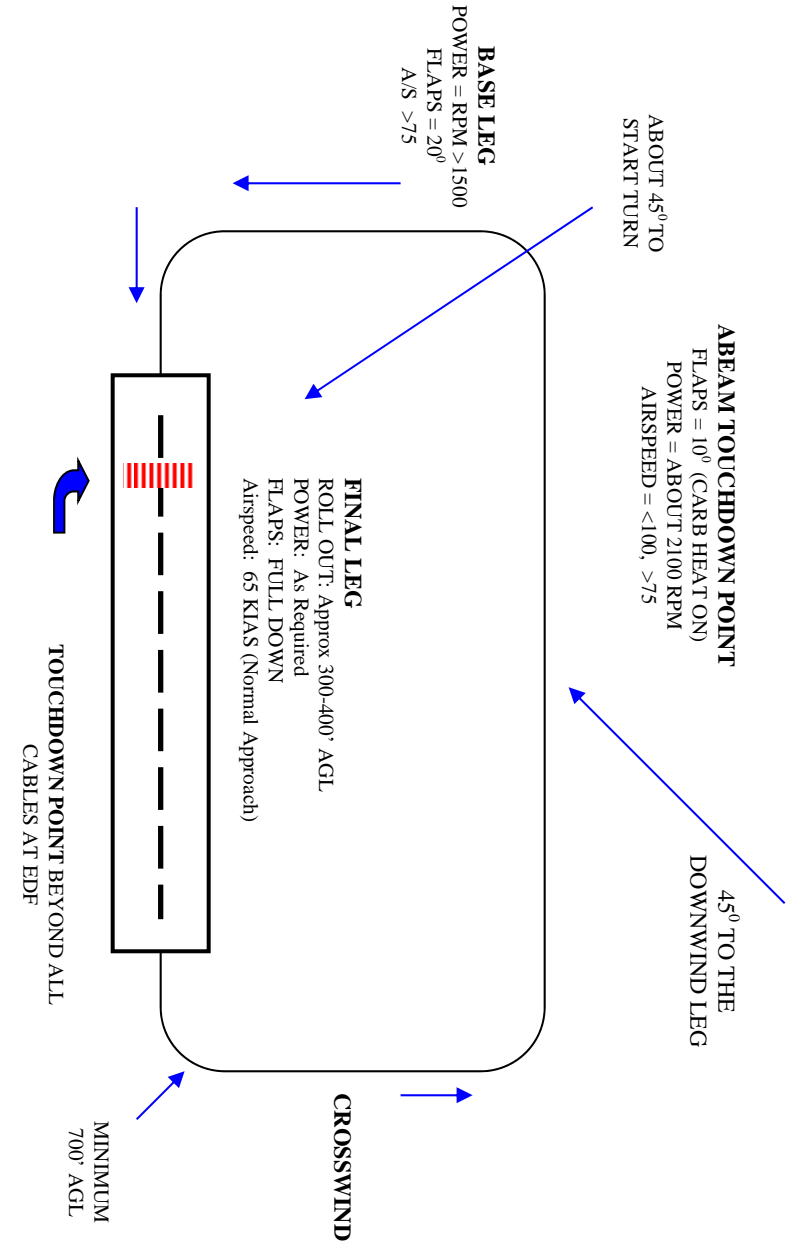 45⁰ TO THE
DOWNWIND LEG
ABEAM TOUCHDOWN POINT
FLAPS = 10⁰ (CARB HEAT ON)
POWER = ABOUT 2100 RPM
AIRSPEED = <100, >75
ABOUT 45⁰ TO
START TURN
BASE LEG
POWER = RPM >1500
FLAPS = 20⁰
A/S >75
FINAL LEG
ROLL OUT: Approx 300-400’ AGL
POWER: As Required
FLAPS: FULL DOWN
Airspeed: 65 KIAS (Normal Approach)
CROSSWIND
MINIMUM
700’ AGL
TOUCHDOWN POINT BEYOND ALL
CABLES AT EDF